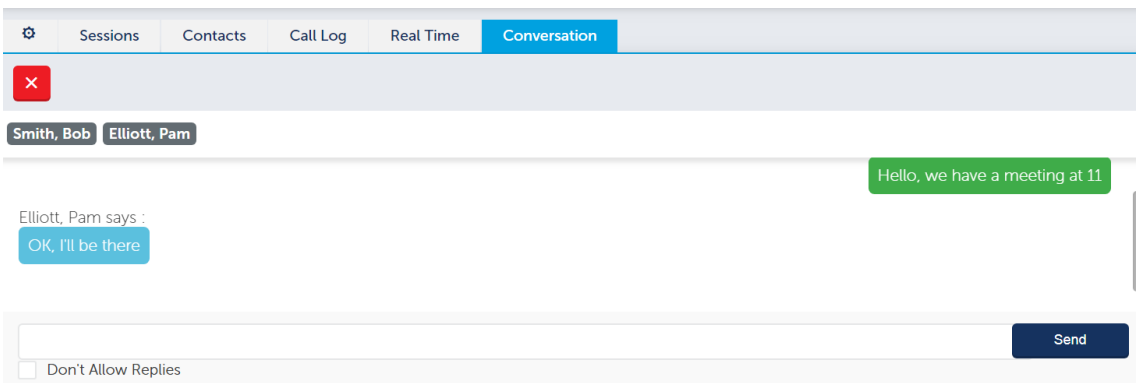 Sessions Contacts Call Log Real Time Conversation
Smith, Bob Elliott, Pam
Hello, we have a meeting at 11
Elliott, Pam says :
OK, I'll be there
Send
Don't Allow Replies